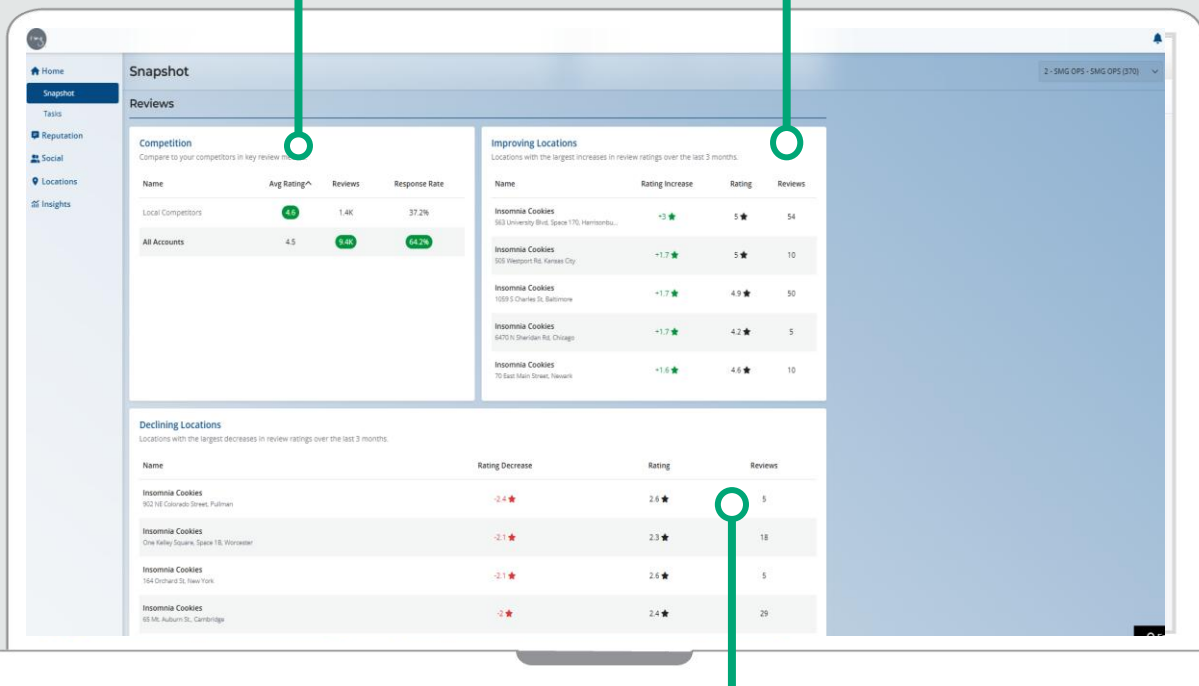 smg
Home
Snapshot
Tasks
Reputation
Social
Locations
Insights
Snapshot
2 - SMG OPS - SMG OPS (370)
Reviews
Competition
Compare to your competitors in key review
Name Avg Rating Reviews Response Rate
Local Competitors 4.6 1.4K 37.2%
All Accounts 4.5 9.4K 64.2%
Improving Locations
Locations with the largest increases in review ratings over the last 3 months.
Name Rating Increase Rating Reviews
Insomnia Cookies +3 ★ 5 ★ 54
563 University Blvd, Space 170, Harrisonbu...
Insomnia Cookies +1.7 ★ 5 ★ 10
505 Westport Rd, Kansas City
Insomnia Cookies +1.7 ★ 4.9 ★ 50
1059 S Charles St, Baltimore
Insomnia Cookies +1.7 ★ 4.2 ★ 5
6470 N Sheridan Rd, Chicago
Insomnia Cookies +1.6 ★ 4.6 ★ 10
70 East Main Street, Newark
Declining Locations
Locations with the largest decreases in review ratings over the last 3 months.
Name Rating Decrease Rating Reviews
Insomnia Cookies -2.4 ★ 2.6 ★ 5
902 NE Colorado Street, Pullman
Insomnia Cookies -2.1 ★ 2.3 ★ 18
One Kelley Square, Space 1B, Worcester
Insomnia Cookies -2.1 ★ 2.6 ★ 5
164 Orchard St, New York
Insomnia Cookies -2 ★ 2.4 ★ 29
65 Mt. Auburn St., Cambridge